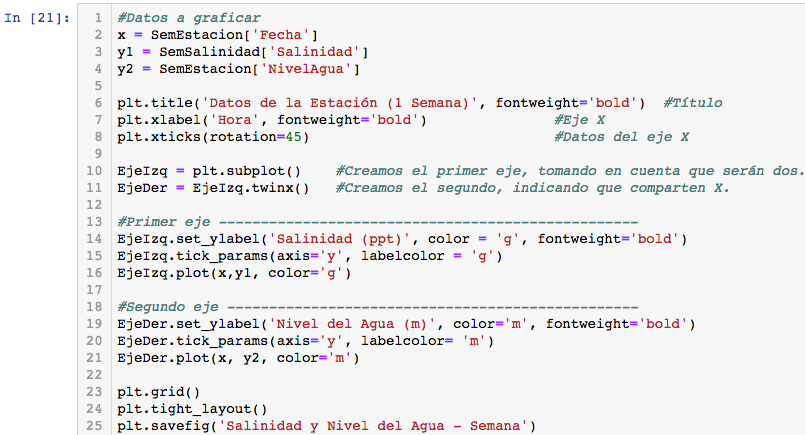 In [21]:
1 #Datos a graficar
2 x = SemEstacion['Fecha']
3 y1 = SemSalinidad['Salinidad']
4 y2 = SemEstacion['NivelAgua']
5
6 plt.title('Datos de la Estación (1 Semana)', fontweight='bold')  #Título
7 plt.xlabel('Hora', fontweight='bold')               #Eje X
8 plt.xticks(rotation=45)                             #Datos del eje X
9
10 EjeIzq = plt.subplot()    #Creamos el primer eje, tomando en cuenta que serán dos.
11 EjeDer = EjeIzq.twinx()   #Creamos el segundo, indicando que comparten X.
12
13 #Primer eje --------------------------------------------------
14 EjeIzq.set_ylabel('Salinidad (ppt)', color = 'g', fontweight='bold')
15 EjeIzq.tick_params(axis='y', labelcolor = 'g')
16 EjeIzq.plot(x,y1, color='g')
17
18 #Segundo eje -------------------------------------------------
19 EjeDer.set_ylabel('Nivel del Agua (m)', color='m', fontweight='bold')
20 EjeDer.tick_params(axis='y', labelcolor= 'm')
21 EjeDer.plot(x, y2, color='m')
22
23 plt.grid()
24 plt.tight_layout()
25 plt.savefig('Salinidad y Nivel del Agua - Semana')